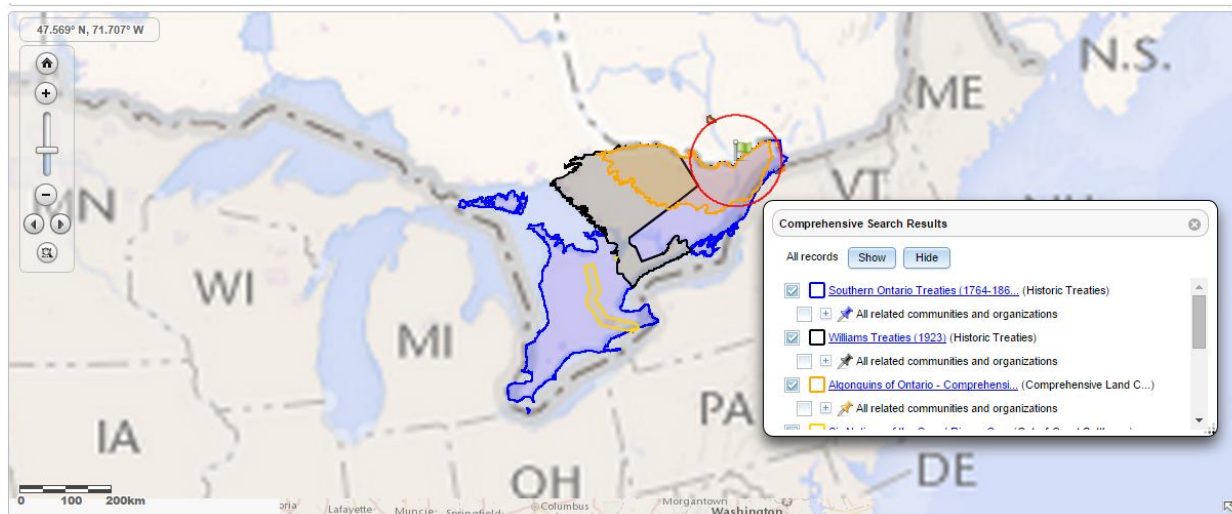 47.569° N, 71.707° W
N.S.
ME
MN
VT
WI
MI
PA
IA
OH
DE
Comprehensive Search Results
All records Show Hide
Southern Ontario Treaties (1764-186... (Historic Treaties)
All related communities and organizations
Williams Treaties (1923) (Historic Treaties)
All related communities and organizations
Algonquins of Ontario - Comprehensi... (Comprehensive Land C...)
All related communities and organizations
0 100 200km
Lafayette
Muncie
Columbus
Morgantown
Washington